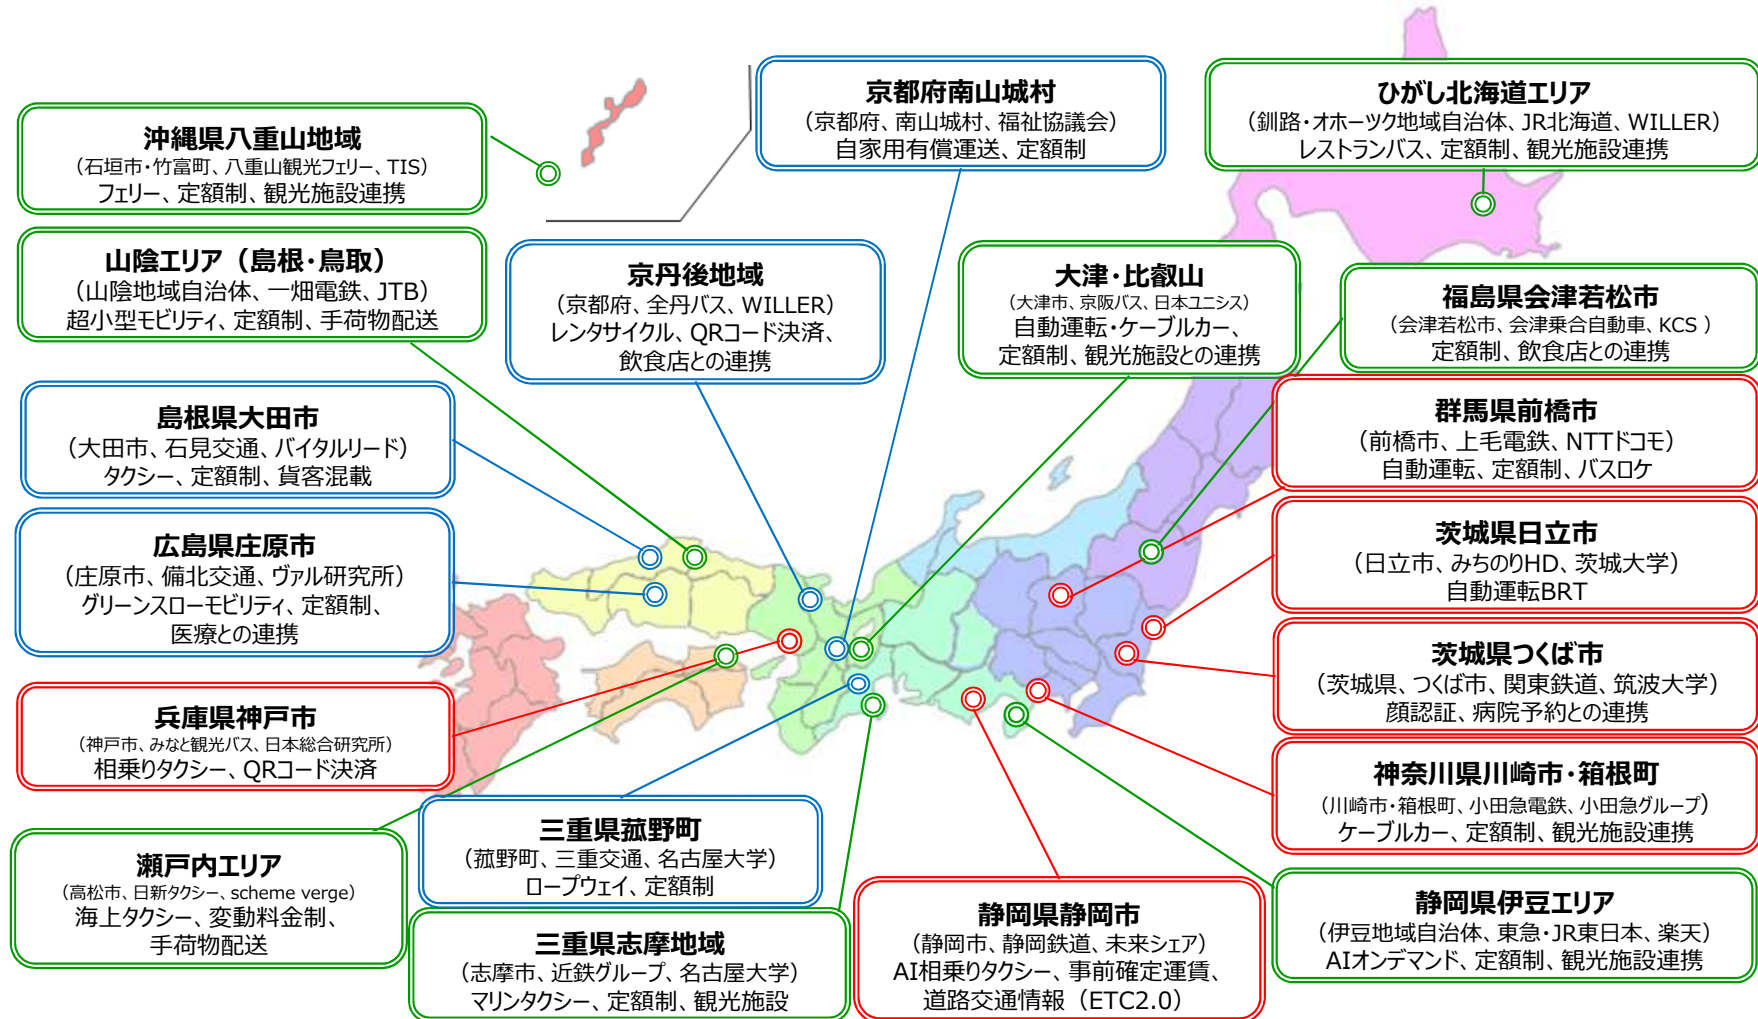 京都府南山城村
(京都府、南山城村、福祉協議会)
自家用有償運送、定額制
ひがし北海道エリア
(釧路・オホーツク地域自治体、JR北海道、WILLER)
レストランバス、定額制、観光施設連携
沖縄県八重山地域
(石垣市・竹富町、八重山観光フェリー、TIS)
フェリー、定額制、観光施設連携
山陰エリア（島根・鳥取）
(山陰地域自治体、一畑電鉄、JTB)
超小型モビリティ、定額制、手荷物配送
京丹後地域
(京都府、全丹バス、WILLER)
レンタサイクル、QRコード決済、
飲食店との連携
大津・比叡山
(大津市、京阪バス、日本ユニシス)
自動運転・ケーブルカー、
定額制、観光施設との連携
福島県会津若松市
(会津若松市、会津乗合自動車、KCS )
定額制、飲食店との連携
島根県大田市
(大田市、石見交通、バイタルリード)
タクシー、定額制、貨客混載
群馬県前橋市
(前橋市、上毛電鉄、NTTドコモ)
自動運転、定額制、バスロケ
広島県庄原市
(庄原市、備北交通、ヴァル研究所)
グリーンスローモビリティ、定額制、
医療との連携
茨城県日立市
(日立市、みちのりHD、茨城大学)
自動運転BRT
茨城県つくば市
(茨城県、つくば市、関東鉄道、筑波大学)
顔認証、病院予約との連携
兵庫県神戸市
(神戸市、みなと観光バス、日本総合研究所)
相乗りタクシー、QRコード決済
神奈川県川崎市・箱根町
(川崎市・箱根町、小田急電鉄、小田急グループ)
ケーブルカー、定額制、観光施設連携
瀬戸内エリア
(高松市、日新タクシー、scheme verge)
海上タクシー、変動料金制、
手荷物配送
三重県菰野町
(菰野町、三重交通、名古屋大学)
ロープウェイ、定額制
三重県志摩地域
(志摩市、近鉄グループ、名古屋大学)
マリンタクシー、定額制、観光施設
静岡県静岡市
(静岡市、静岡鉄道、未来シェア)
AI相乗りタクシー、事前確定運賃、
道路交通情報（ETC2.0）
静岡県伊豆エリア
(伊豆地域自治体、東急・JR東日本、楽天)
AIオンデマンド、定額制、観光施設連携